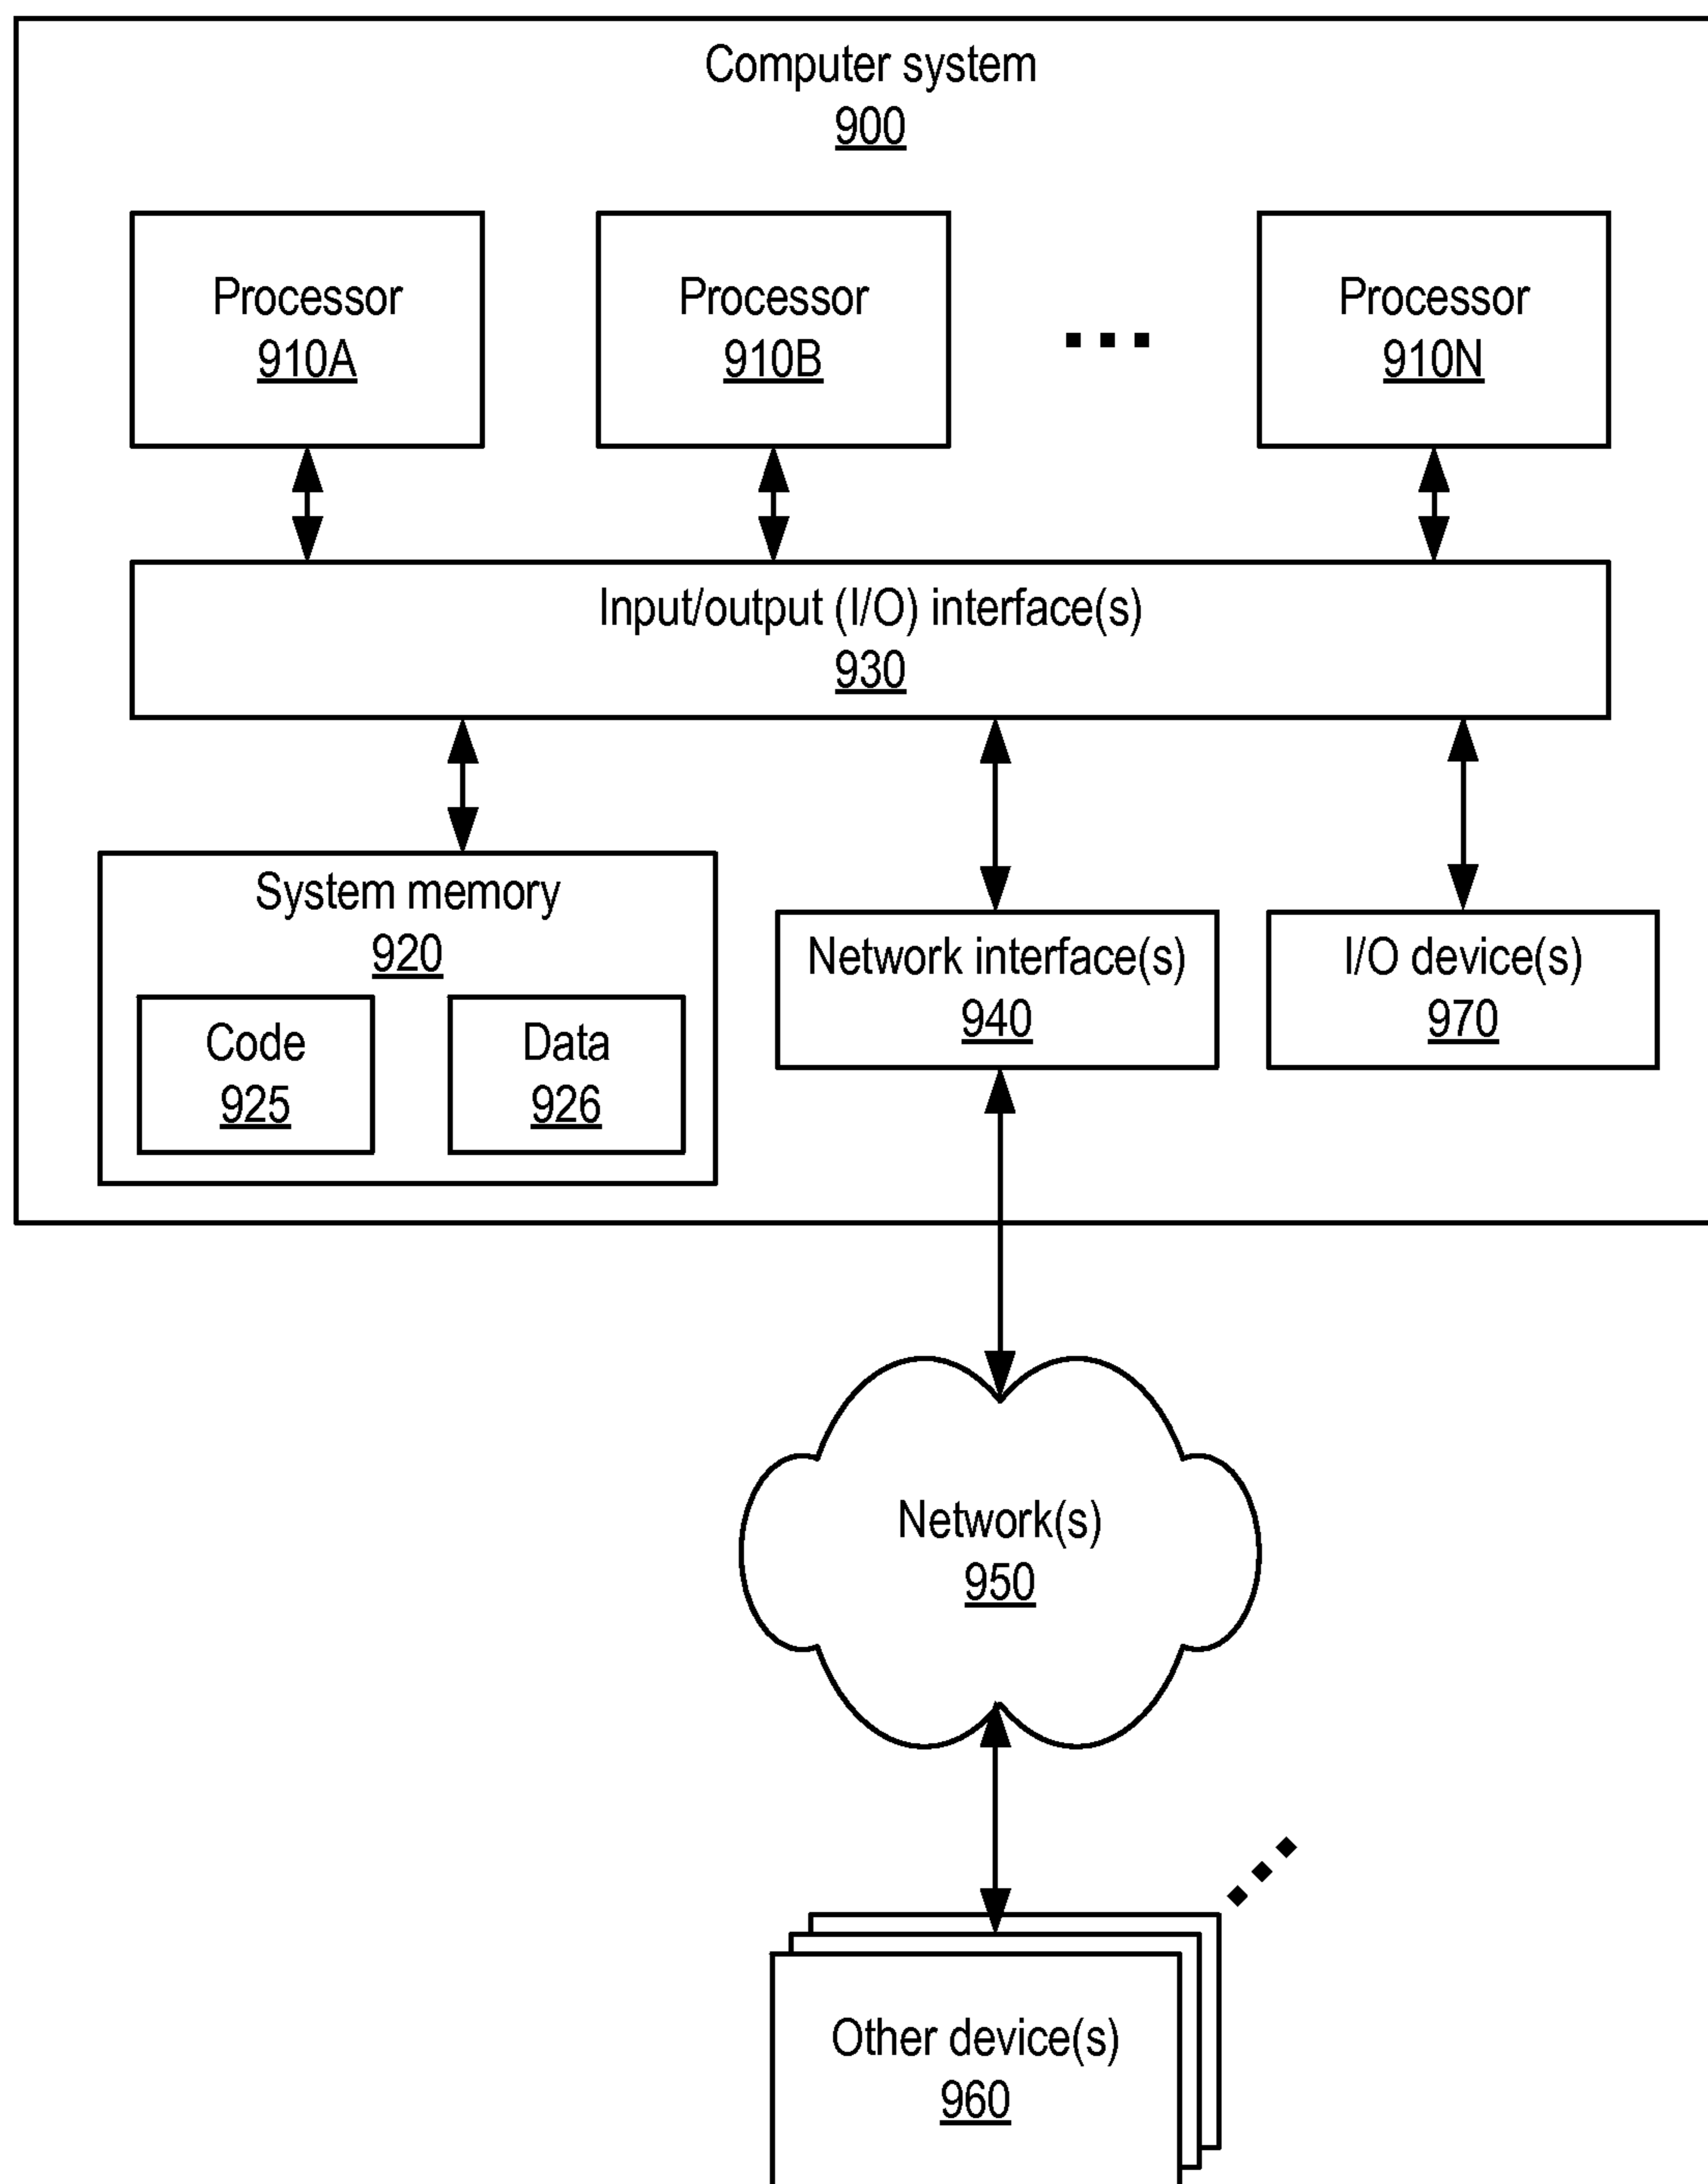 Computer system
900
Processor
910A
Processor
910B
Processor
910N
Input/output (I/O) interface(s)
930
System memory
920
Code
925
Data
926
Network interface(s)
940
I/O device(s)
970
Network(s)
950
Other device(s)
960